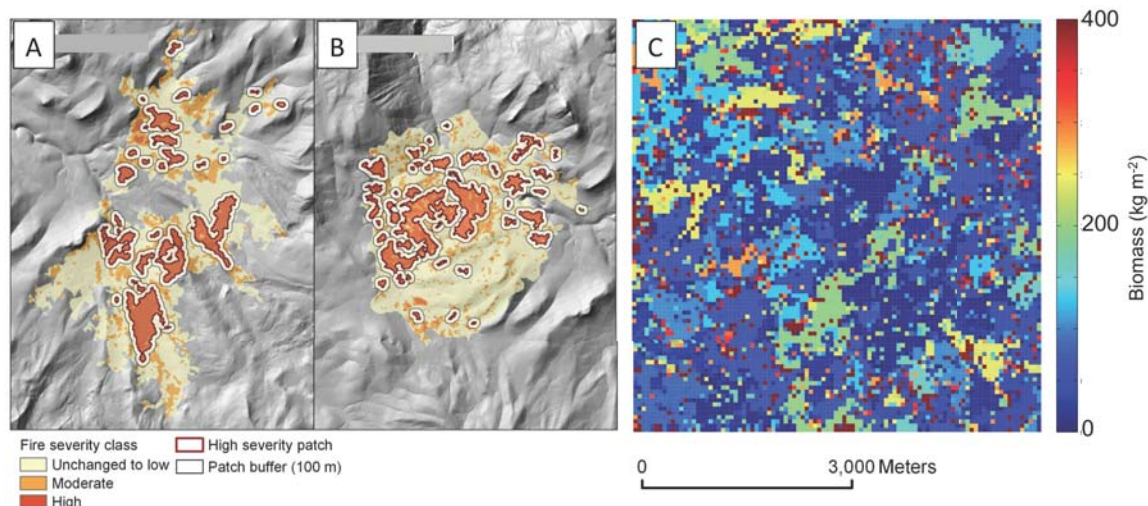 A
B
C
400
200
0
Biomass (kg m-2)
Fire severity class
Unchanged to low
Moderate
High
High severity patch
Patch buffer (100 m)
0 3,000 Meters